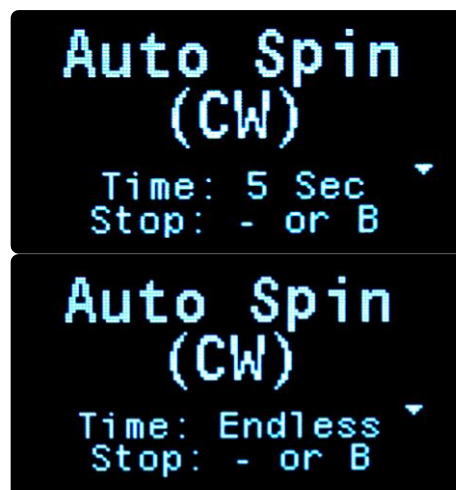 Auto Spin
(CW)
Time: 5 Sec
Stop: - or B
Auto Spin
(CW)
Time: Endless
Stop: - or B